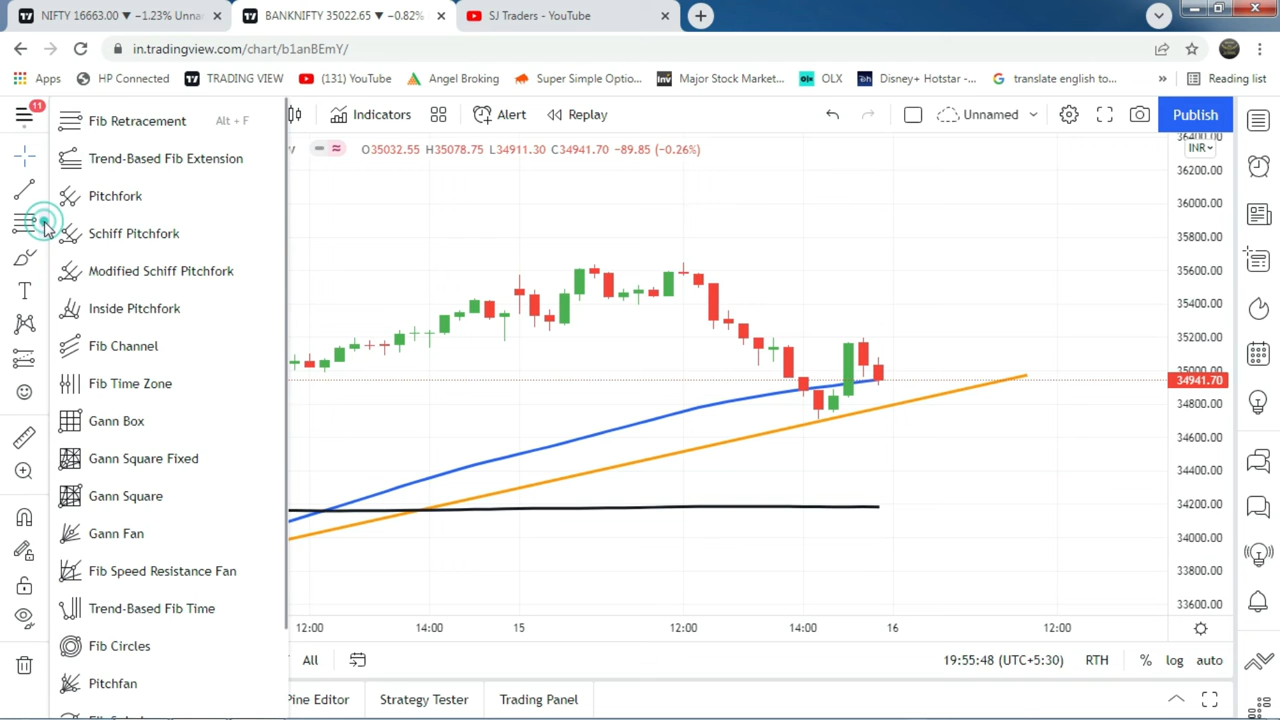 NIFTY 16663.00 ▼ −1.23% Unna
BANKNIFTY 35022.65 ▼ −0.82%
SJ Traders - YouTube
in.tradingview.com/chart/b1anBEmY/
Apps
HP Connected
TRADING VIEW
(131) YouTube
Angel Broking
Super Simple Optio...
Major Stock Market...
OLX
Disney+ Hotstar -...
translate english to...
»
Reading list
11
Indicators
Alert
Replay
Unnamed
Publish
Fib Retracement Alt + F
Trend-Based Fib Extension
Pitchfork
Schiff Pitchfork
Modified Schiff Pitchfork
Inside Pitchfork
Fib Channel
Fib Time Zone
Gann Box
Gann Square Fixed
Gann Square
Gann Fan
Fib Speed Resistance Fan
Trend-Based Fib Time
Fib Circles
Pitchfan
O35032.55 H35078.75 L34911.30 C34941.70 −89.85 (−0.26%)
INR
36400.00
36200.00
36000.00
35800.00
35600.00
35400.00
35200.00
35000.00
34941.70
34800.00
34600.00
34400.00
34200.00
34000.00
33800.00
33600.00
12:00 14:00 15 12:00 14:00 16 12:00
All
19:55:48 (UTC+5:30) RTH % log auto
Pine Editor
Strategy Tester
Trading Panel